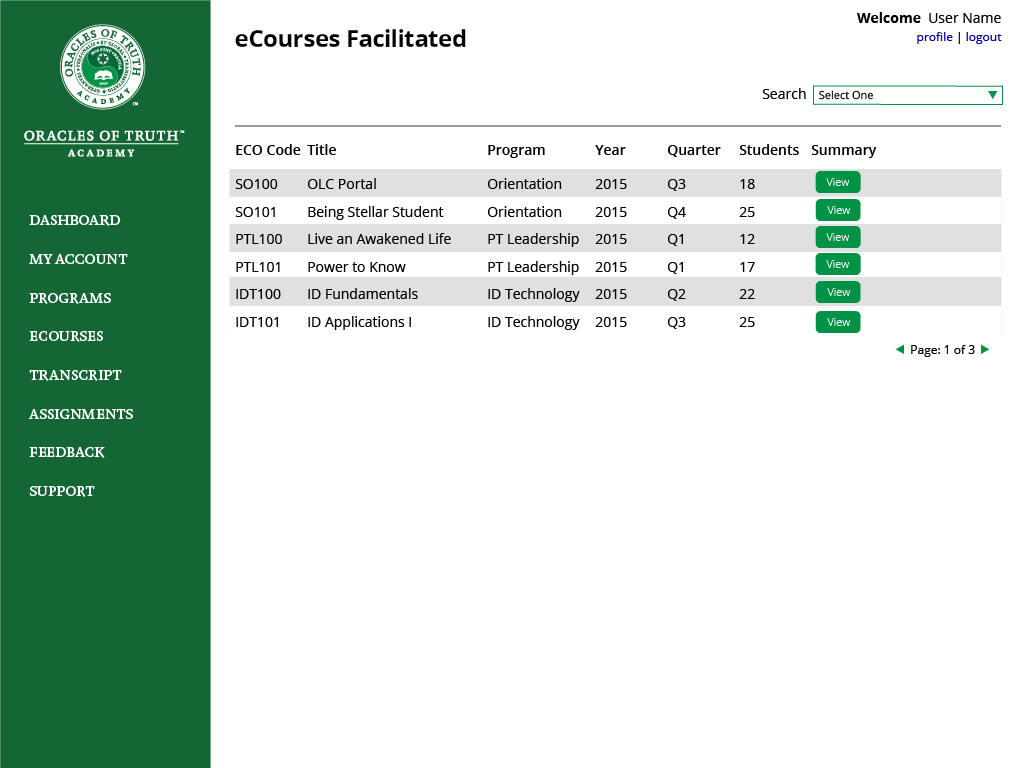 ORACLES OF TRUTH
ACADEMY
ORACLES OF TRUTH™
ACADEMY
DASHBOARD
MY ACCOUNT
PROGRAMS
ECOURSES
TRANSCRIPT
ASSIGNMENTS
FEEDBACK
SUPPORT
eCourses Facilitated
Welcome User Name
profile | logout
Search Select One
ECO Code Title Program Year Quarter Students Summary
SO100 OLC Portal Orientation 2015 Q3 18 View
SO101 Being Stellar Student Orientation 2015 Q4 25 View
PTL100 Live an Awakened Life PT Leadership 2015 Q1 12 View
PTL101 Power to Know PT Leadership 2015 Q1 17 View
IDT100 ID Fundamentals ID Technology 2015 Q2 22 View
IDT101 ID Applications I ID Technology 2015 Q3 25 View
Page: 1 of 3